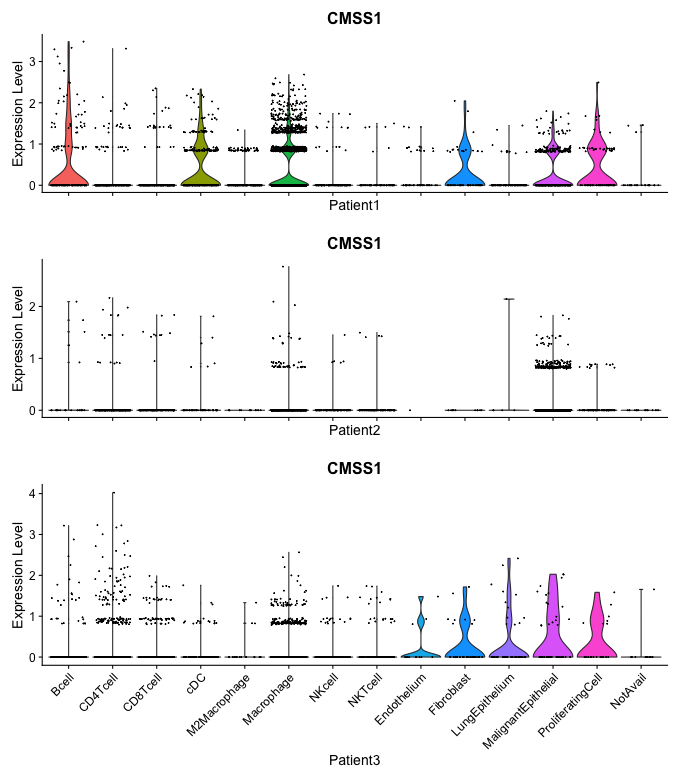 CMSS1
Expression Level
3
2
1
0
Patient1
CMSS1
Expression Level
2
1
0
Patient2
CMSS1
Expression Level
4
3
2
1
0
Bcell
CD4Tcell
CD8Tcell
cDC
M2Macrophage
Macrophage
NKcell
NKTcell
Endothelium
Fibroblast
LungEpithelium
MalignantEpithelial
ProliferatingCell
NotAvail
Patient3